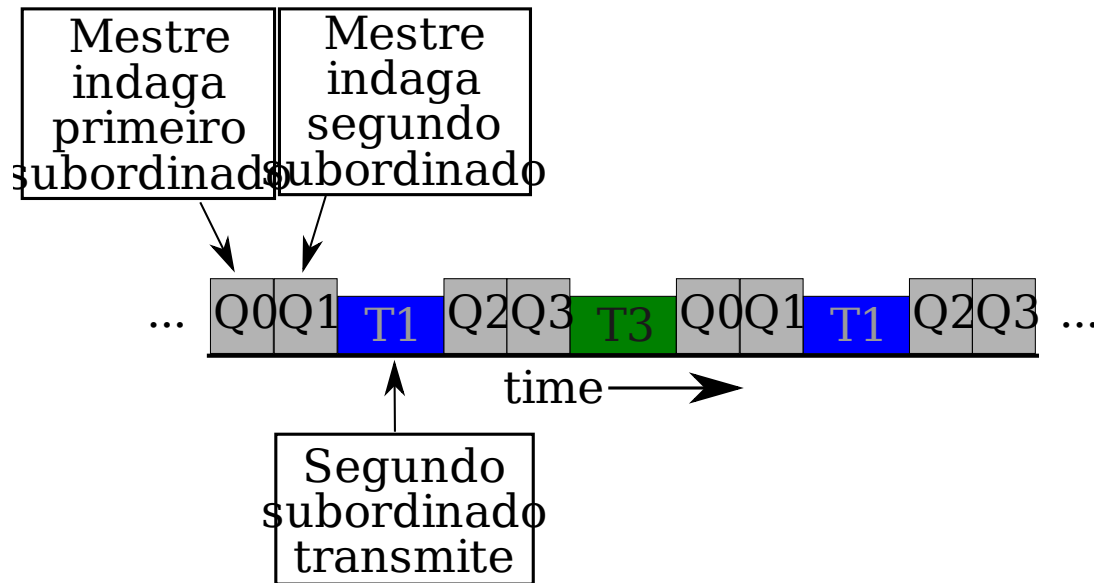 Mestre
indaga
primeiro
subordinado
Mestre
indaga
segundo
subordinado
... Q0 Q1 T1 Q2 Q3 T3 Q0 Q1 T1 Q2 Q3 ...
time
Segundo
subordinado
transmite